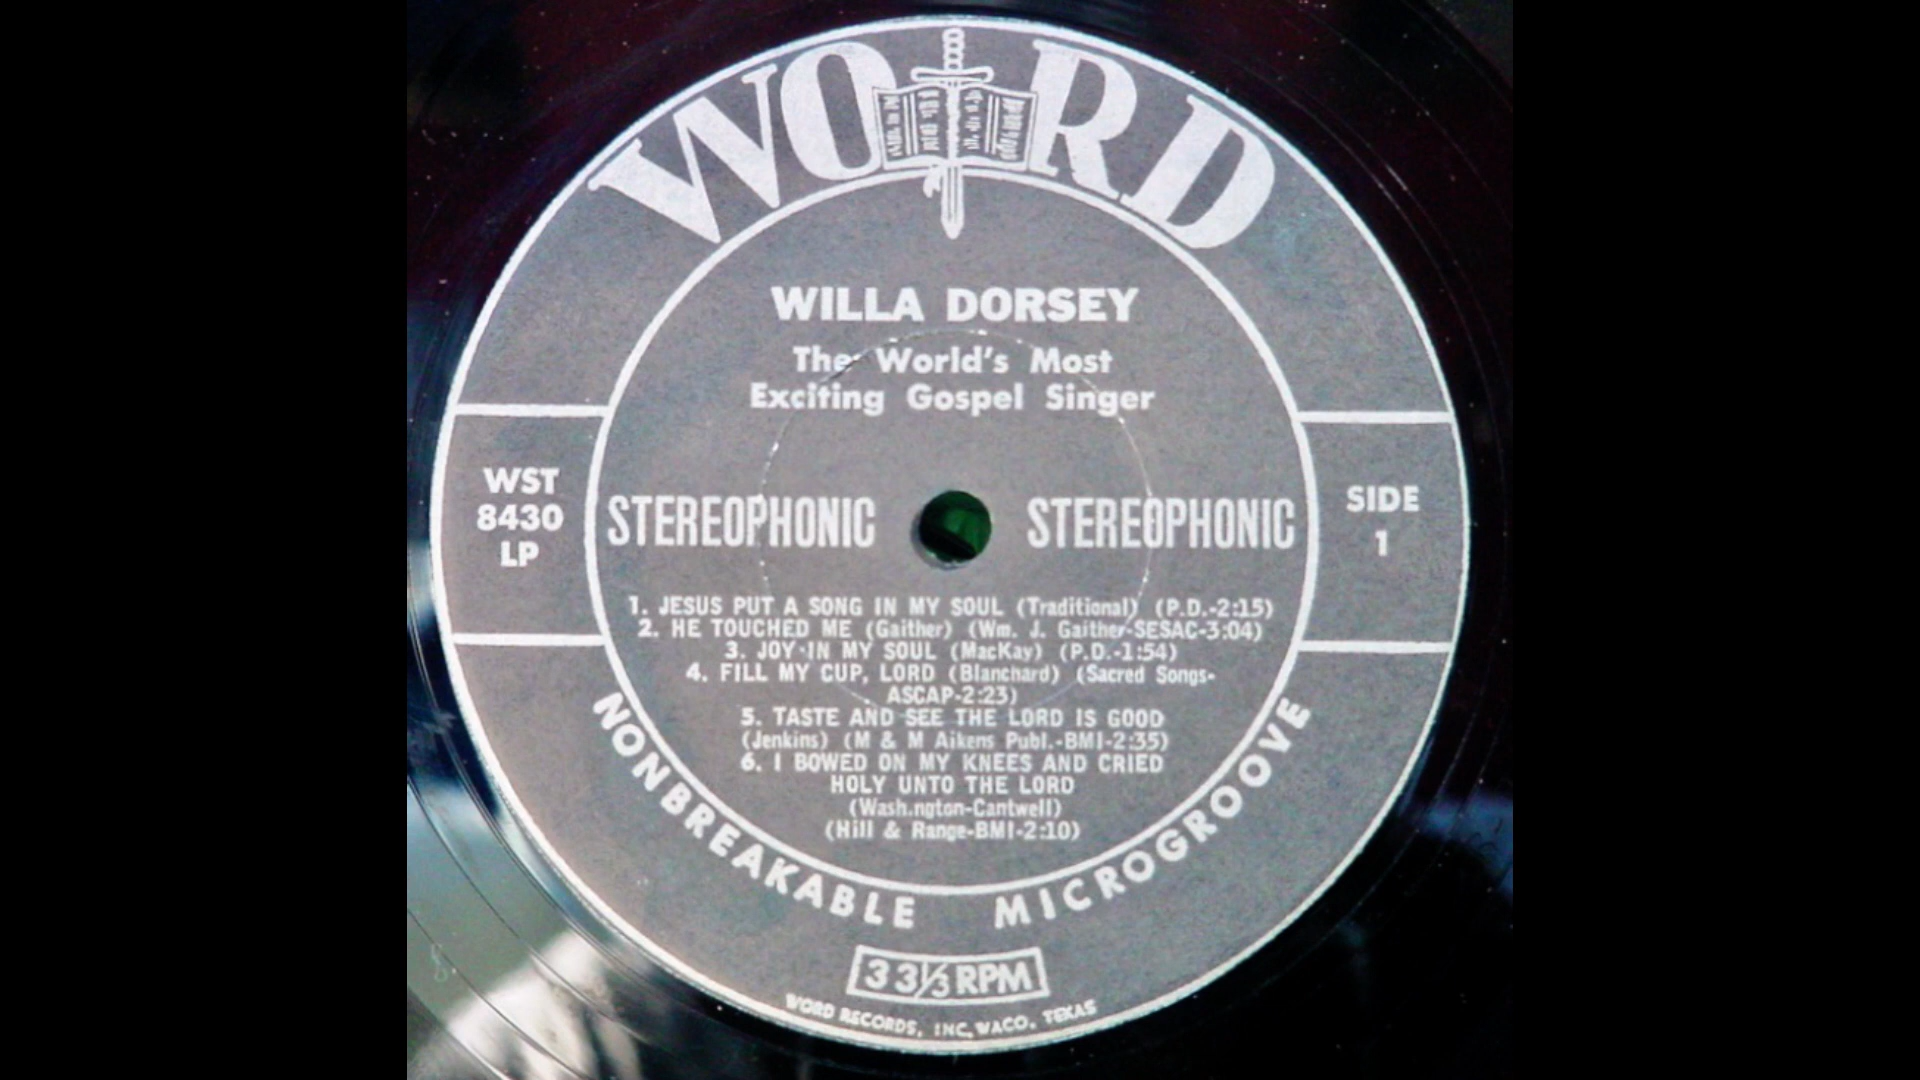 WORD
WILLA DORSEY
The World's Most
Exciting Gospel Singer
WST
8430
LP
STEREOPHONIC STEREOPHONIC
SIDE
1
1. JESUS PUT A SONG IN MY SOUL (Traditional) (P.D.-2:15)
2. HE TOUCHED ME (Gaither) (Wm. J. Gaither-SESAC-3:04)
3. JOY IN MY SOUL (MacKay) (P.D.-1:54)
4. FILL MY CUP, LORD (Blanchard) (Sacred Songs-
ASCAP-2:23)
5. TASTE AND SEE THE LORD IS GOOD
(Jenkins) (M & M Aikens Publ.-BMI-2:35)
6. I BOWED ON MY KNEES AND CRIED
HOLY UNTO THE LORD
(Wash.ngton-Cantwell)
(Hill & Range-BMI-2:10)
NONBREAKABLE MICROGROOVE
33 1/3 RPM
WORD RECORDS, INC, WACO, TEXAS